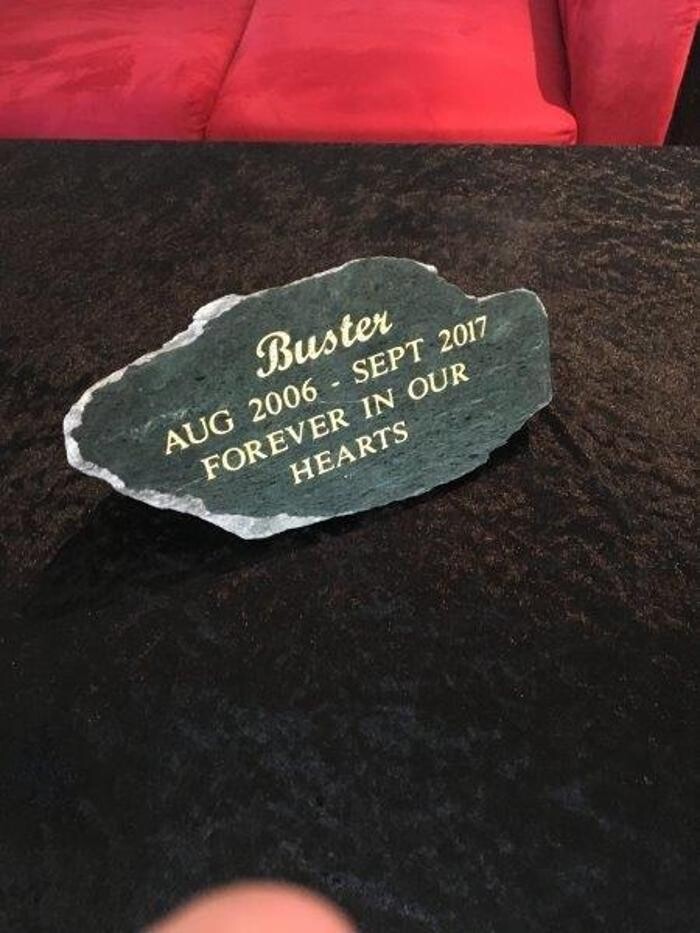 Buster
AUG 2006 - SEPT 2017
FOREVER IN OUR
HEARTS